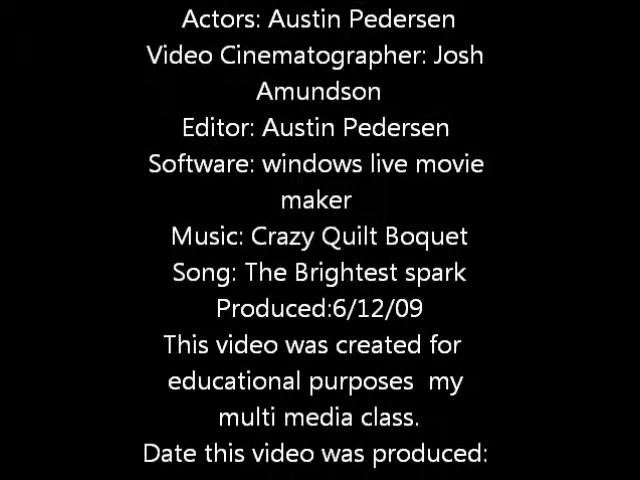 Actors: Austin Pedersen
Video Cinematographer: Josh
Amundson
Editor: Austin Pedersen
Software: windows live movie
maker
Music: Crazy Quilt Boquet
Song: The Brightest spark
Produced:6/12/09
This video was created for
educational purposes  my
multi media class.
Date this video was produced: